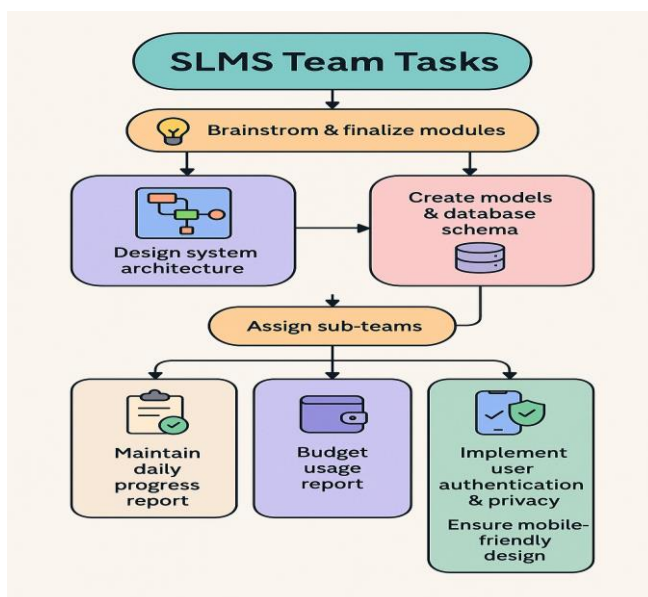 SLMS Team Tasks
Brainstrom & finalize modules
Design system
architecture
Create models
& database
schema
Assign sub-teams
Maintain
daily
progress
report
Budget
usage
report
Implement
user
authentication
& privacy
Ensure mobile-
friendly
design